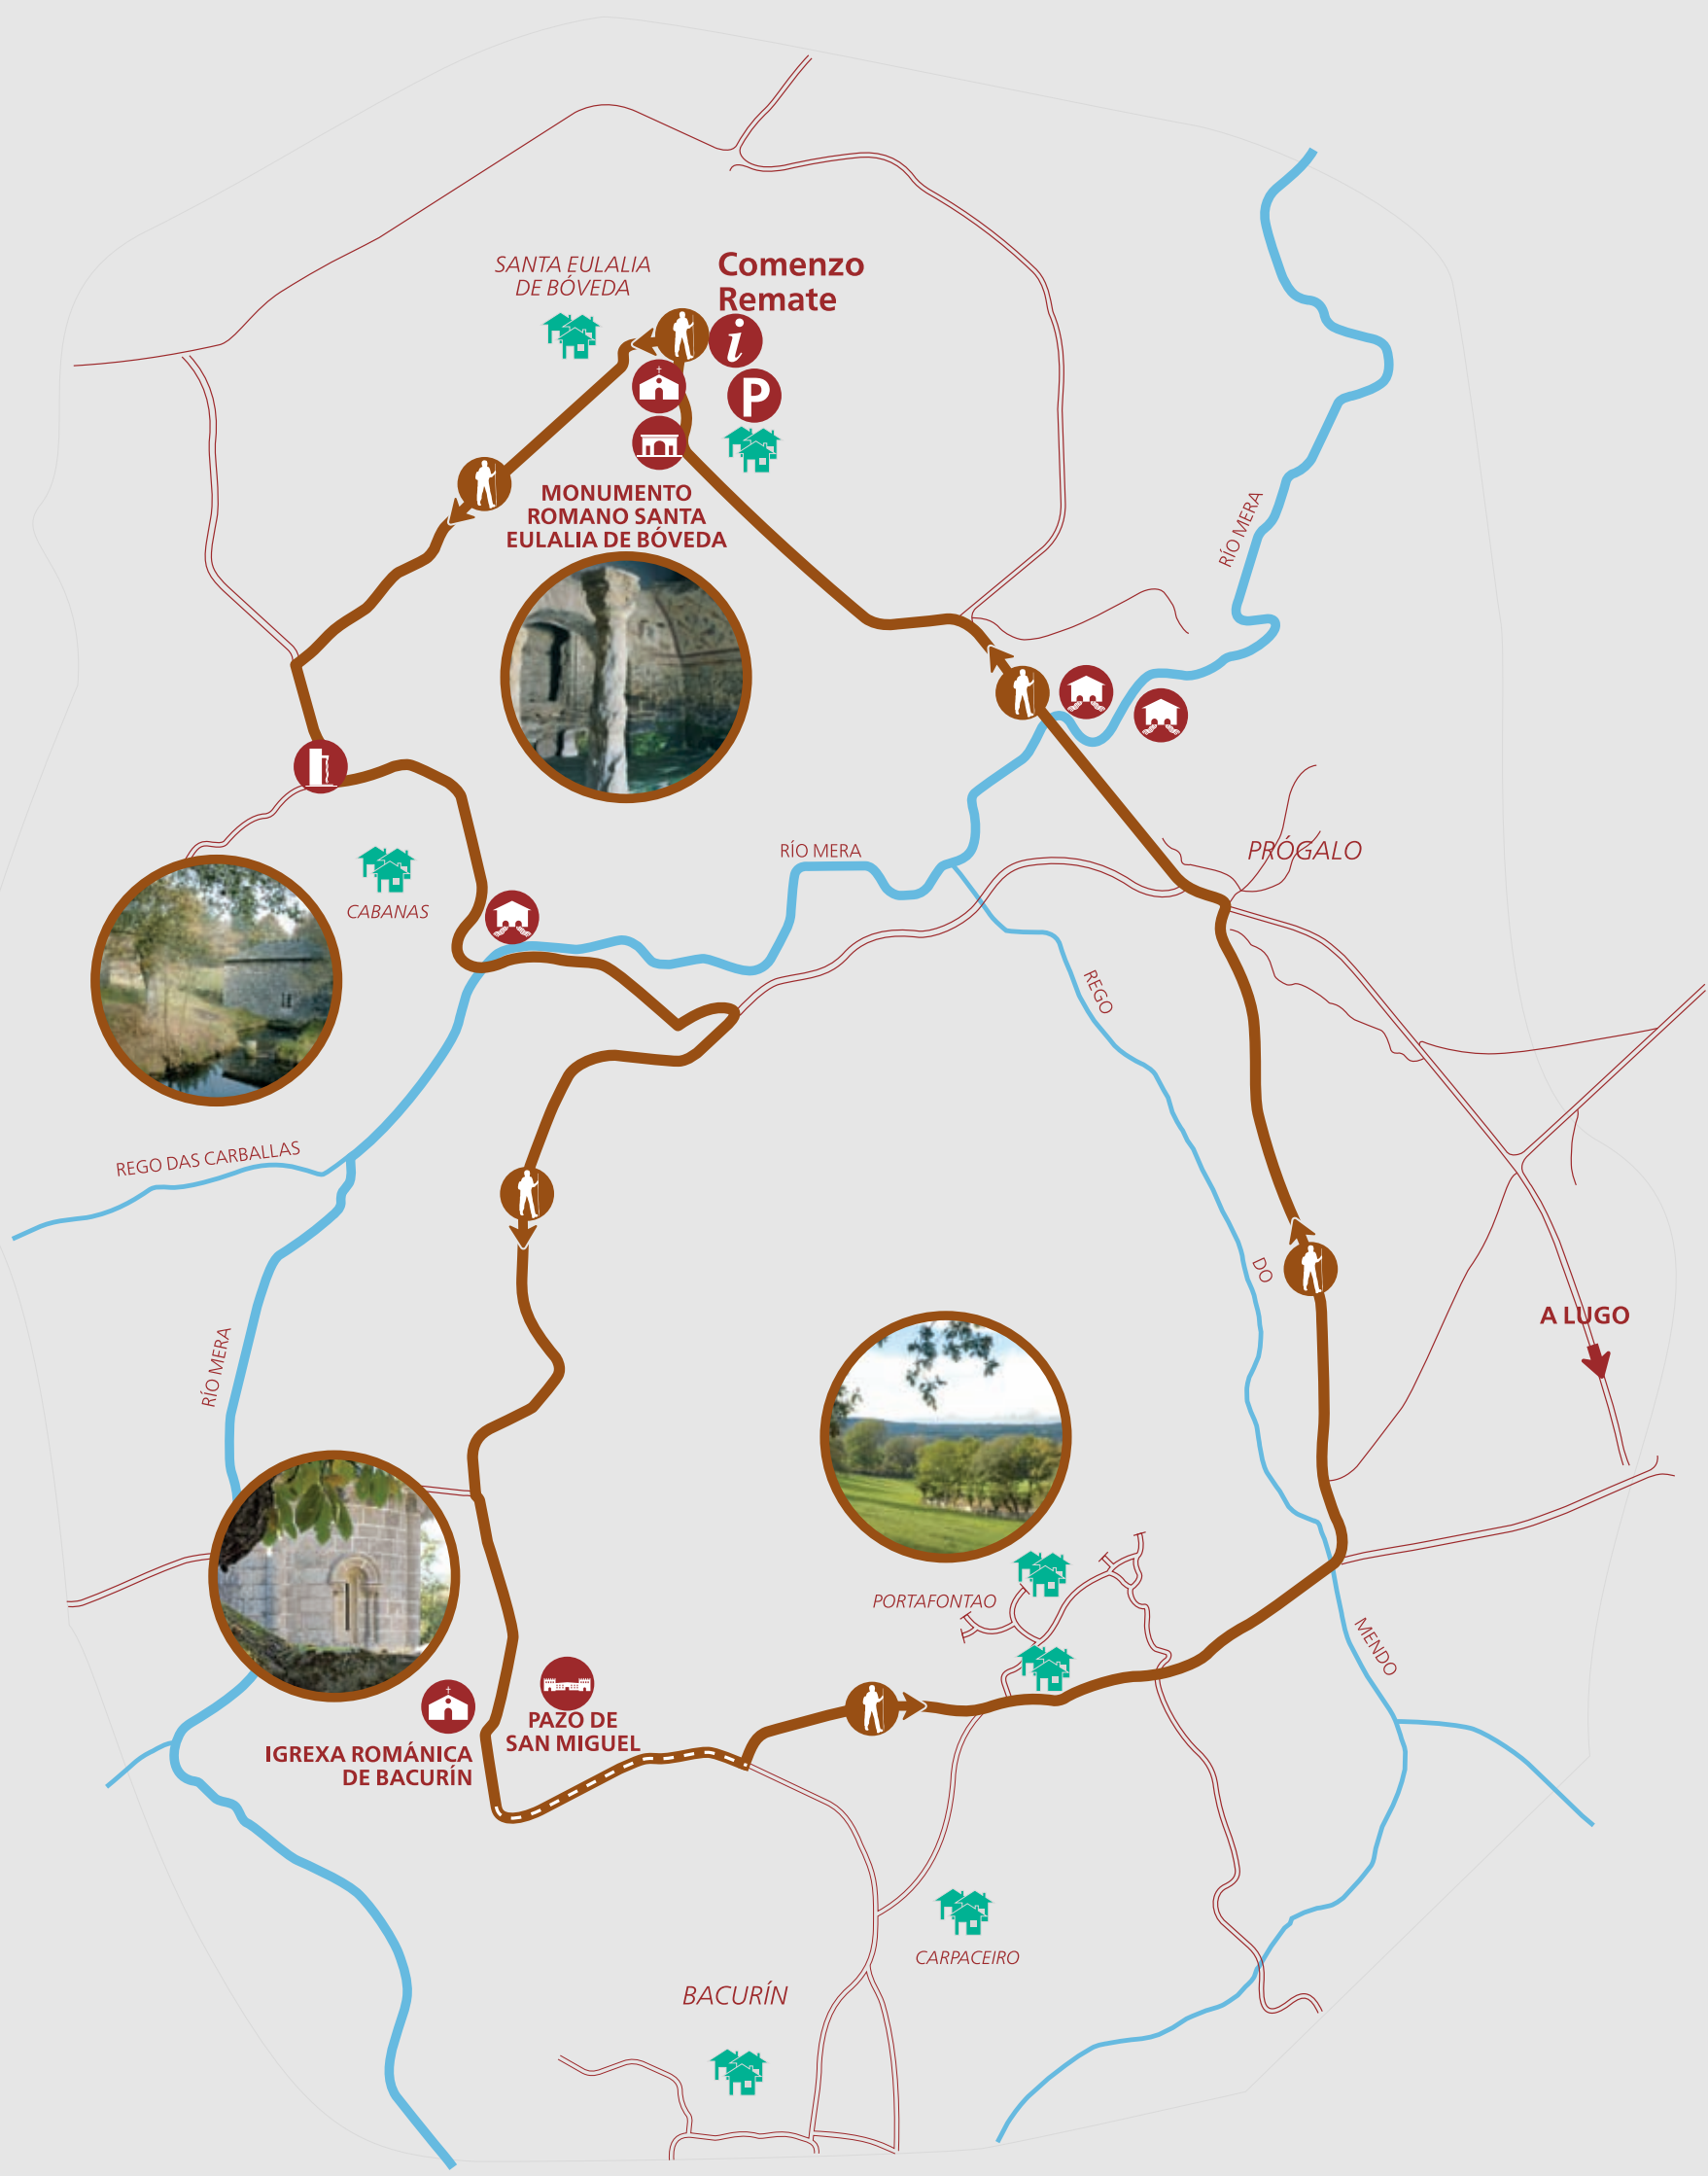 SANTA EULALIA
DE BÓVEDA
Comenzo
Remate
i
P
MONUMENTO
ROMANO SANTA
EULALIA DE BÓVEDA
RÍO MERA
PRÓGALO
RÍO MERA
CABANAS
REGO
REGO DAS CARBALLAS
DO
A LUGO
RÍO MERA
PORTAFONTAO
MENDO
PAZO DE
SAN MIGUEL
IGREXA ROMÁNICA
DE BACURÍN
CARPACEIRO
BACURÍN